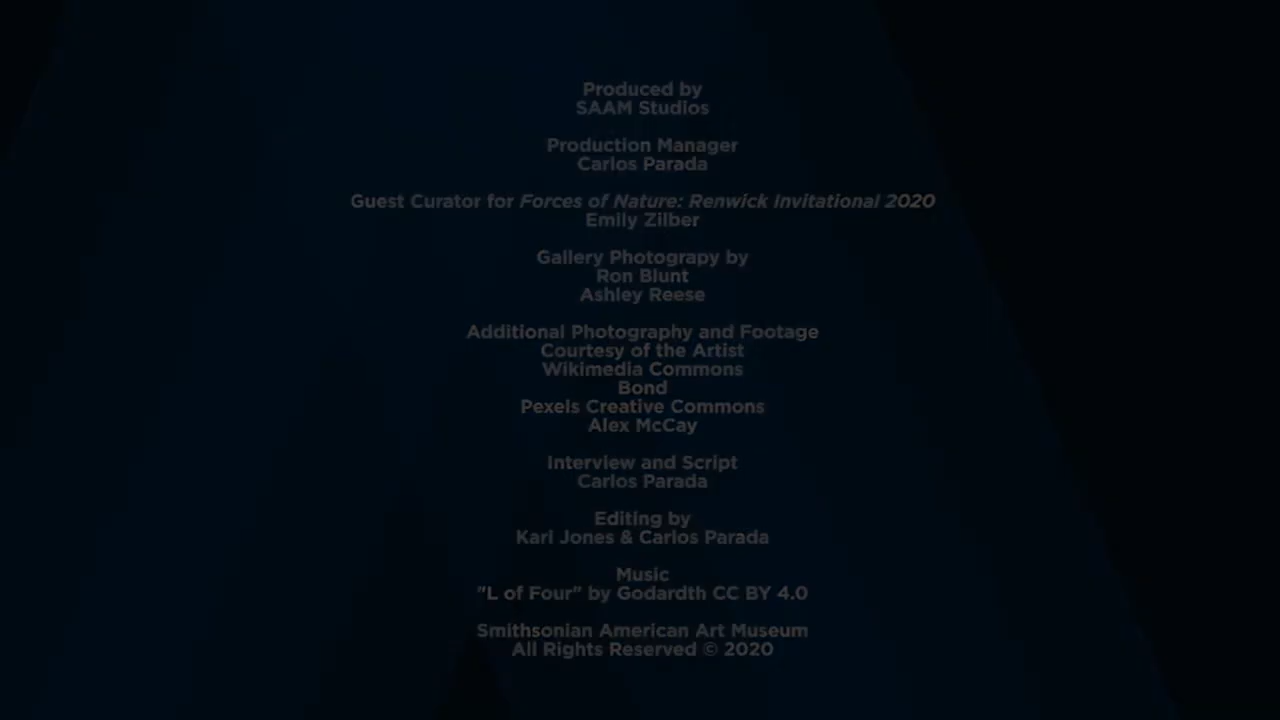 Produced by
SAAM Studios
Production Manager
Carlos Parada
Guest Curator for Forces of Nature: Renwick Invitational 2020
Emily Zilber
Gallery Photograpy by
Ron Blunt
Ashley Reese
Additional Photography and Footage
Courtesy of the Artist
Wikimedia Commons
Bond
Pexels Creative Commons
Alex McCay
Interview and Script
Carlos Parada
Editing by
Karl Jones & Carlos Parada
Music
"L of Four" by Godardth CC BY 4.0
Smithsonian American Art Museum
All Rights Reserved © 2020